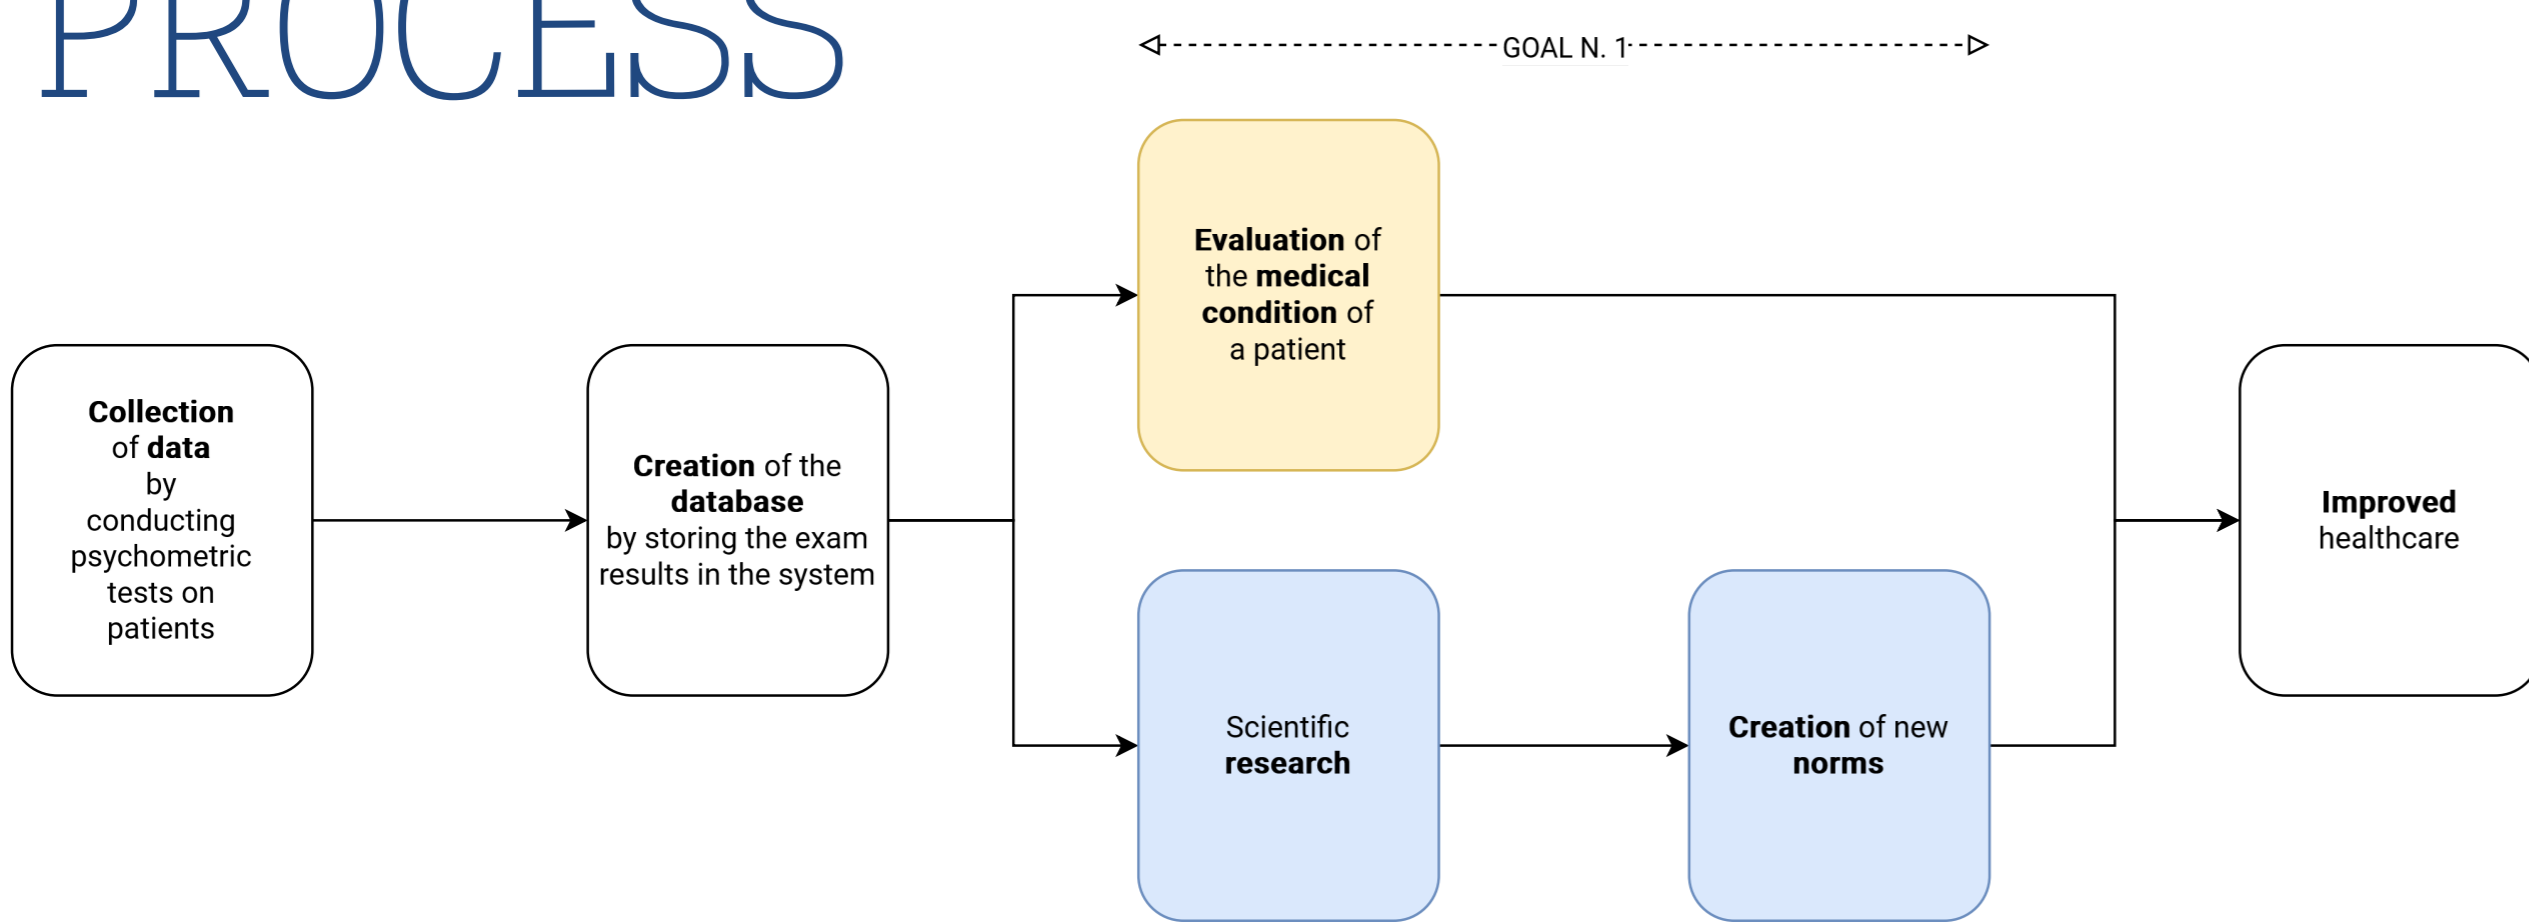 PROCESS
GOAL N. 1
Evaluation of
the medical
condition of
a patient
Collection
of data
by
conducting
psychometric
tests on
patients
Creation of the
database
by storing the exam
results in the system
Improved
healthcare
Scientific
research
Creation of new
norms